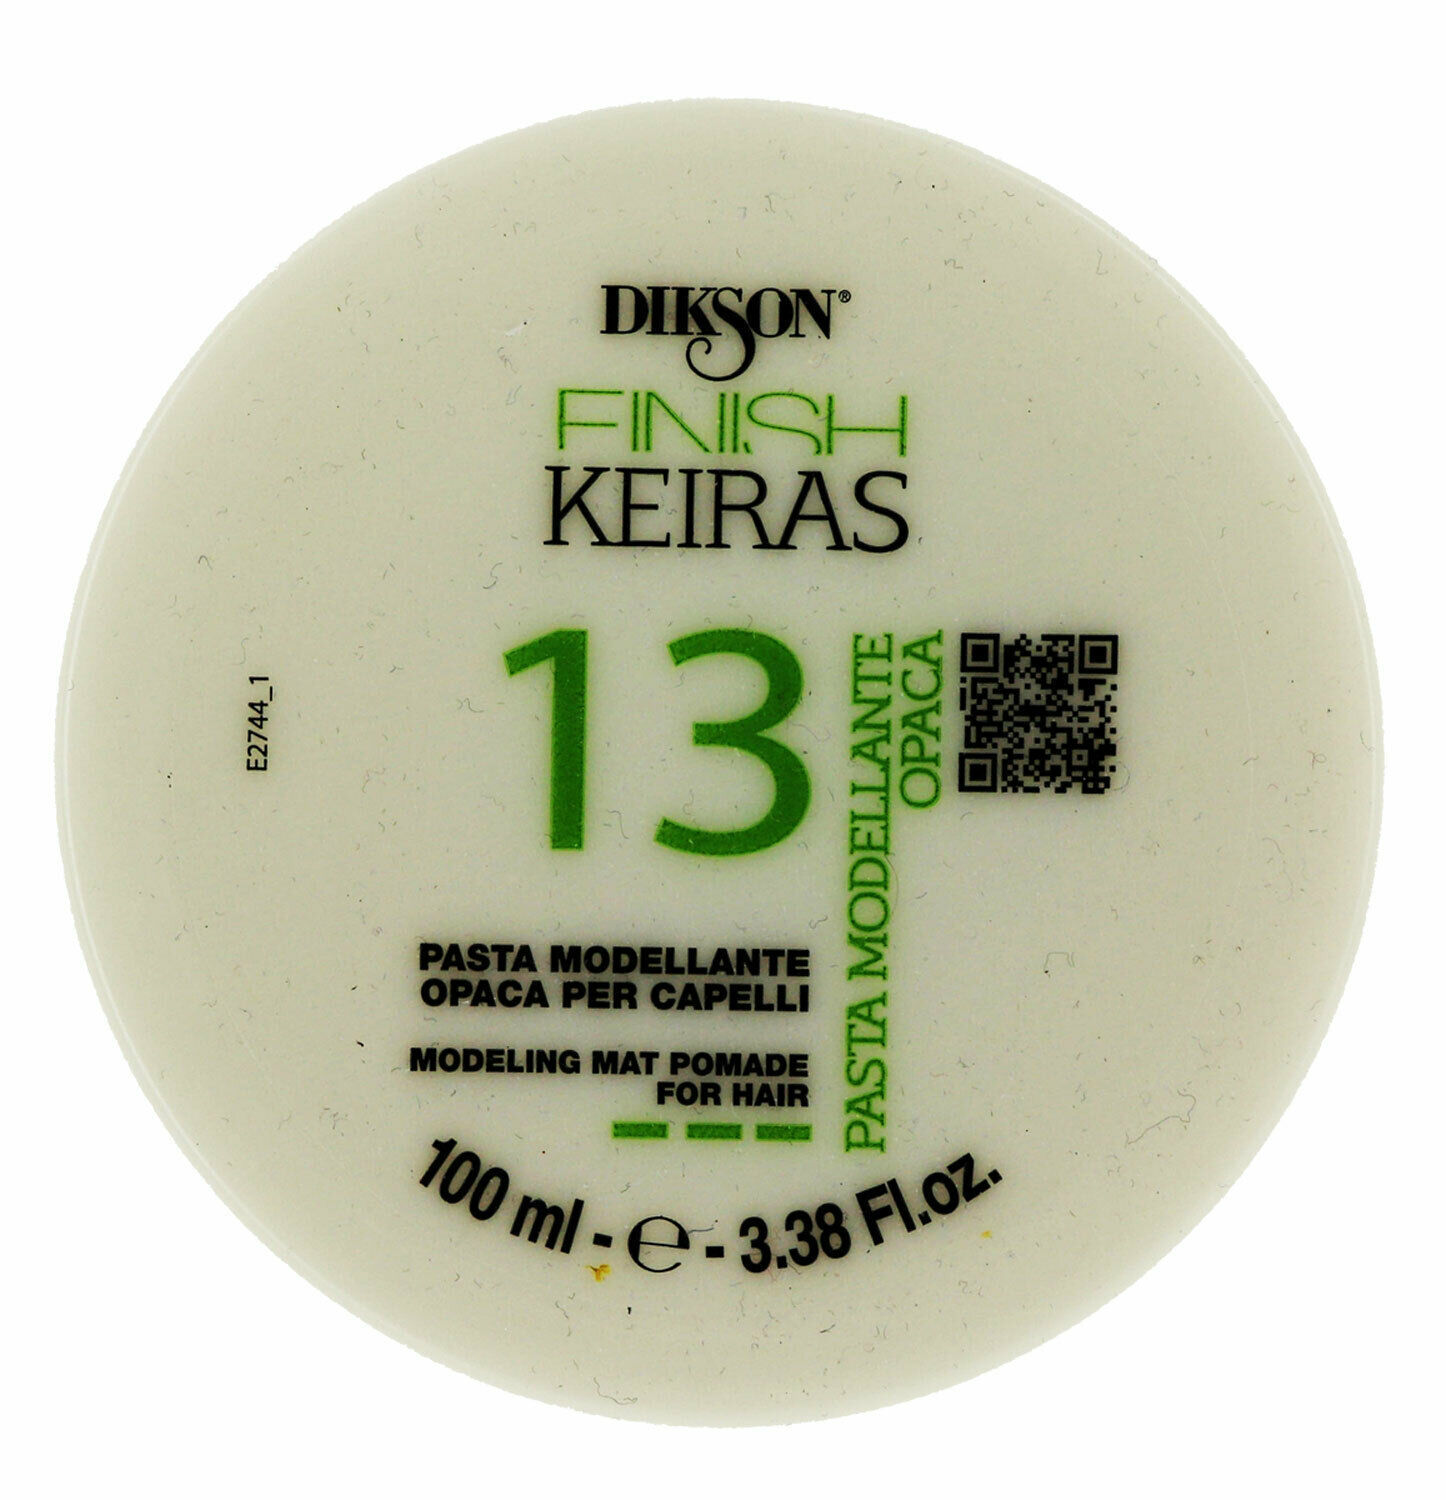 DIKSON®
FINISH
KEIRAS
13
PASTA MODELLANTE
OPACA
E2744_1
PASTA MODELLANTE
OPACA PER CAPELLI
MODELING MAT POMADE
FOR HAIR
100 ml - ℮ - 3.38 Fl.oz.